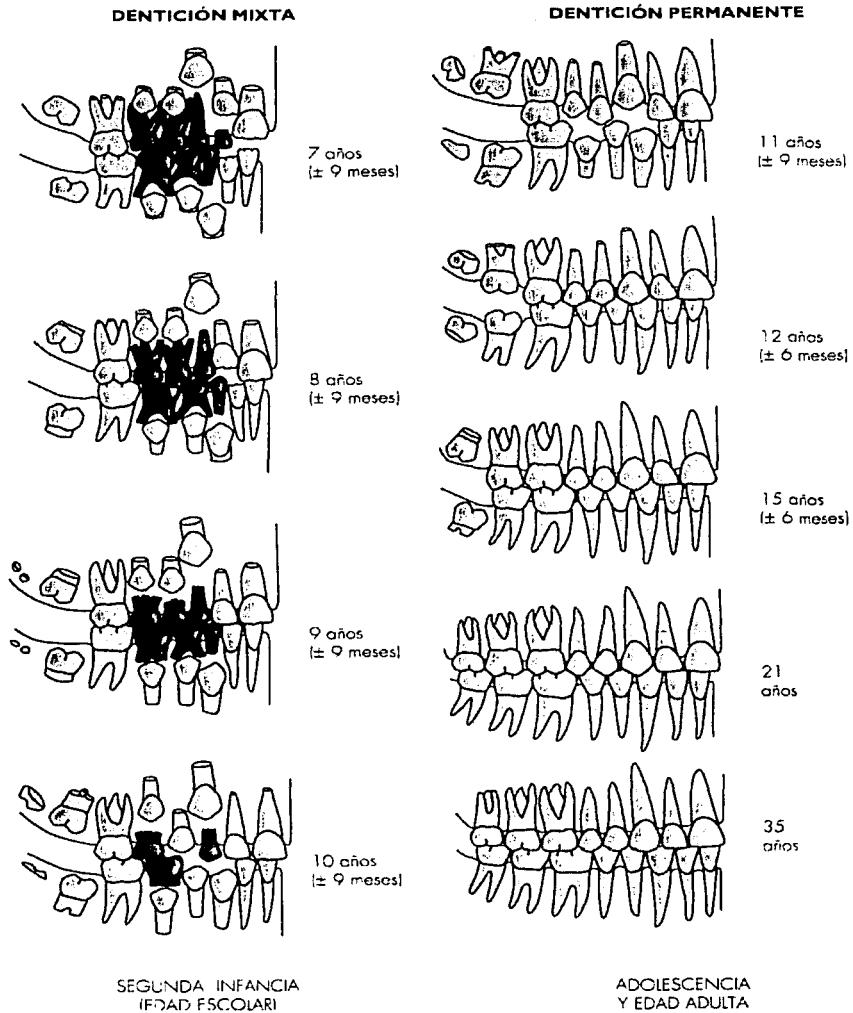 DENTICIÓN MIXTA
7 años
(± 9 meses)
8 años
(± 9 meses)
9 años
(± 9 meses)
10 años
(± 9 meses)
SEGUNDA INFANCIA
(EDAD ESCOLAR)
DENTICIÓN PERMANENTE
11 años
(± 9 meses)
12 años
(± 6 meses)
15 años
(± 6 meses)
21
años
35
años
ADOLESCENCIA
Y EDAD ADULTA